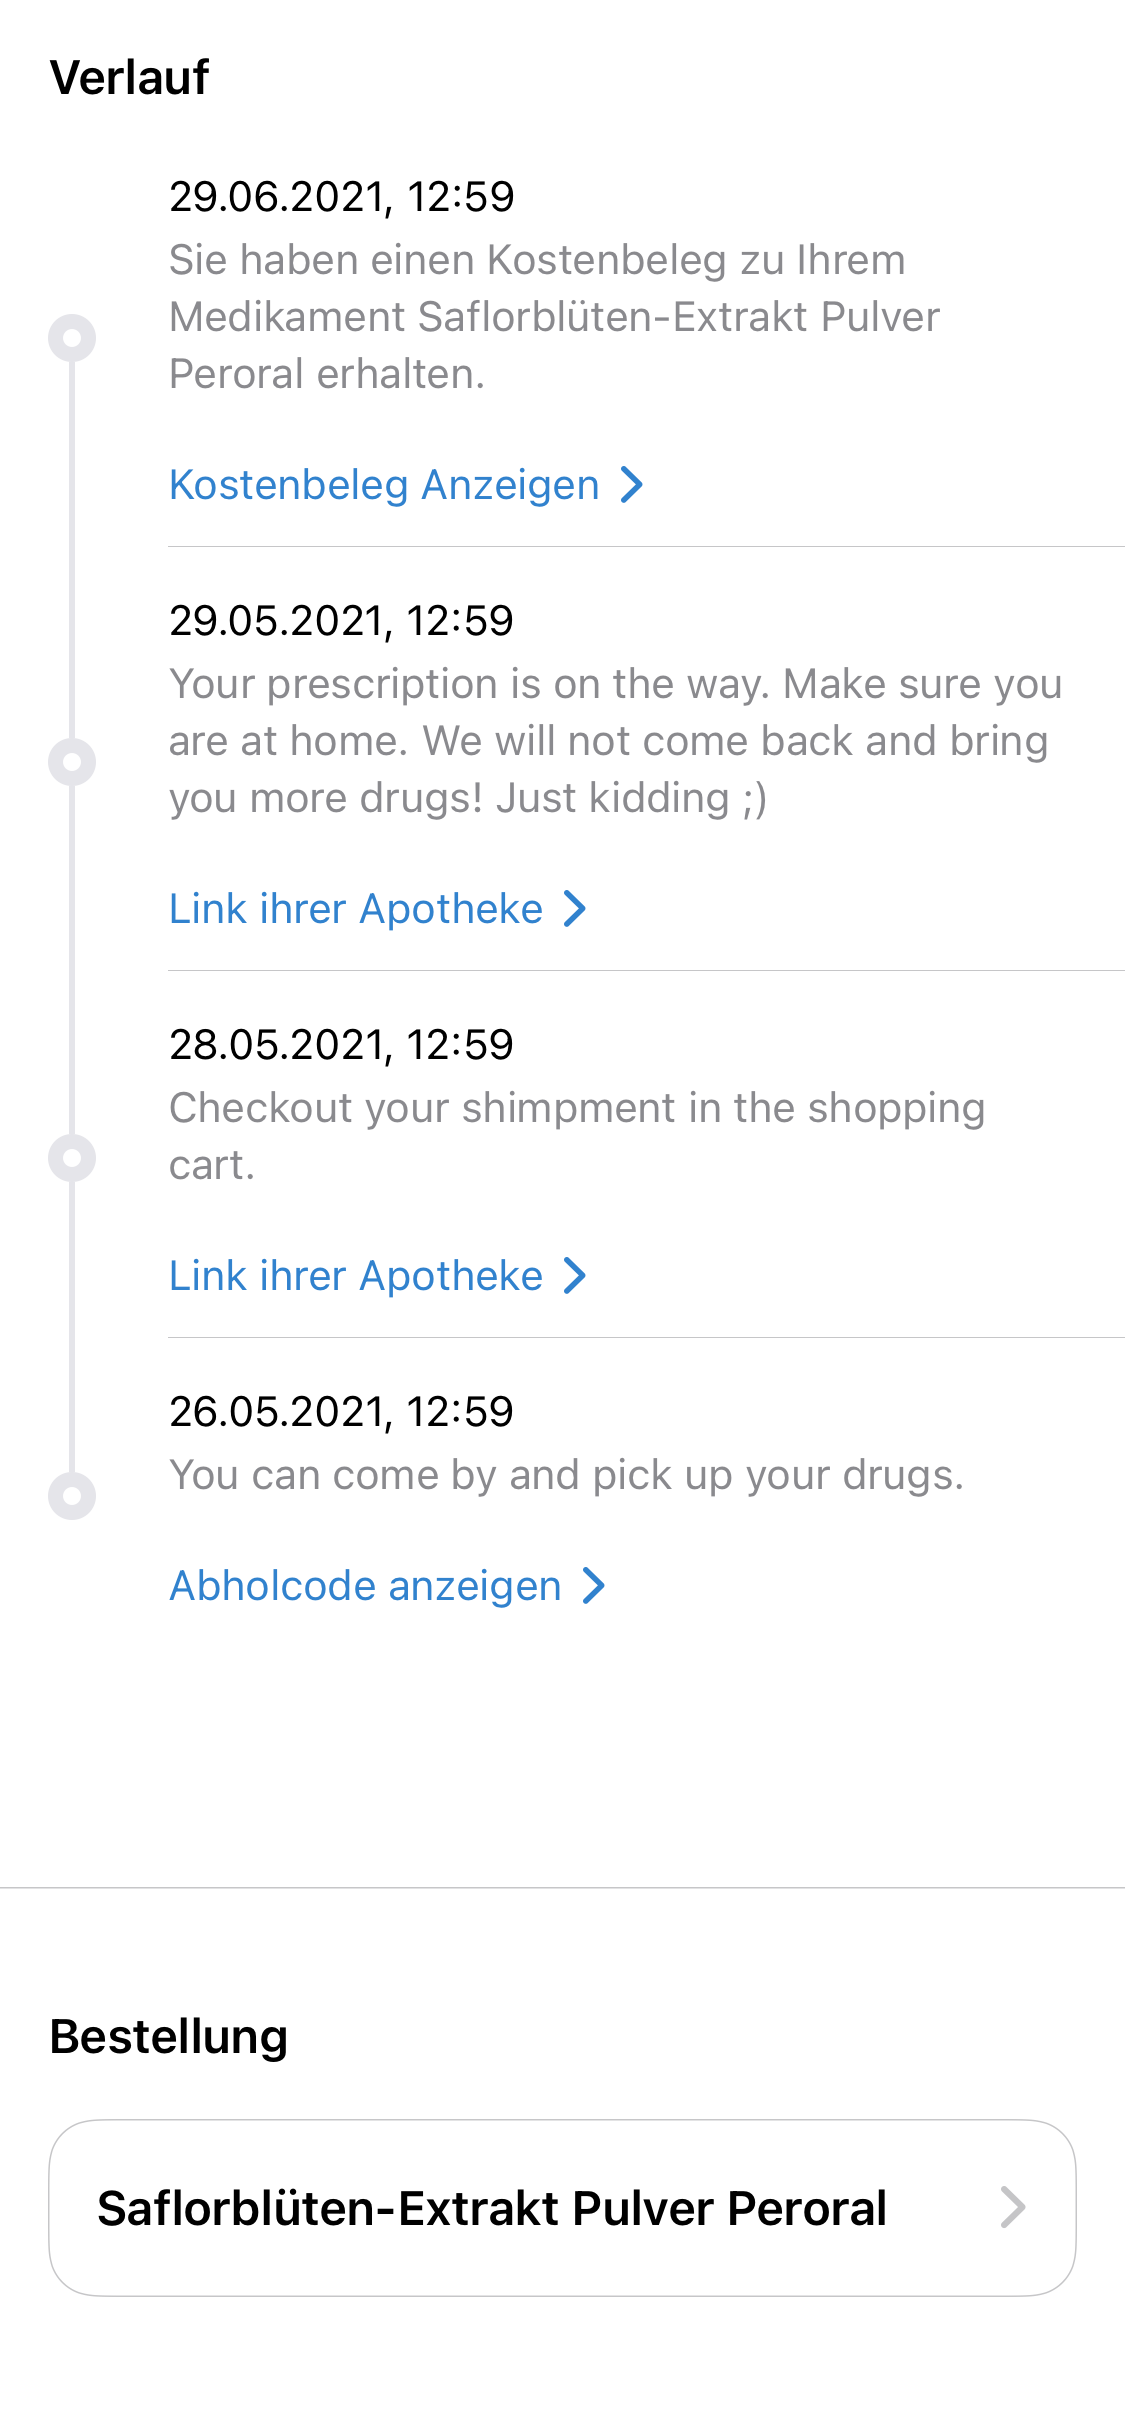 Verlauf
29.06.2021, 12:59
Sie haben einen Kostenbeleg zu Ihrem
Medikament Saflorblüten-Extrakt Pulver
Peroral erhalten.
Kostenbeleg Anzeigen
29.05.2021, 12:59
Your prescription is on the way. Make sure you
are at home. We will not come back and bring
you more drugs! Just kidding ;)
Link ihrer Apotheke
28.05.2021, 12:59
Checkout your shimpment in the shopping
cart.
Link ihrer Apotheke
26.05.2021, 12:59
You can come by and pick up your drugs.
Abholcode anzeigen
Bestellung
Saflorblüten-Extrakt Pulver Peroral